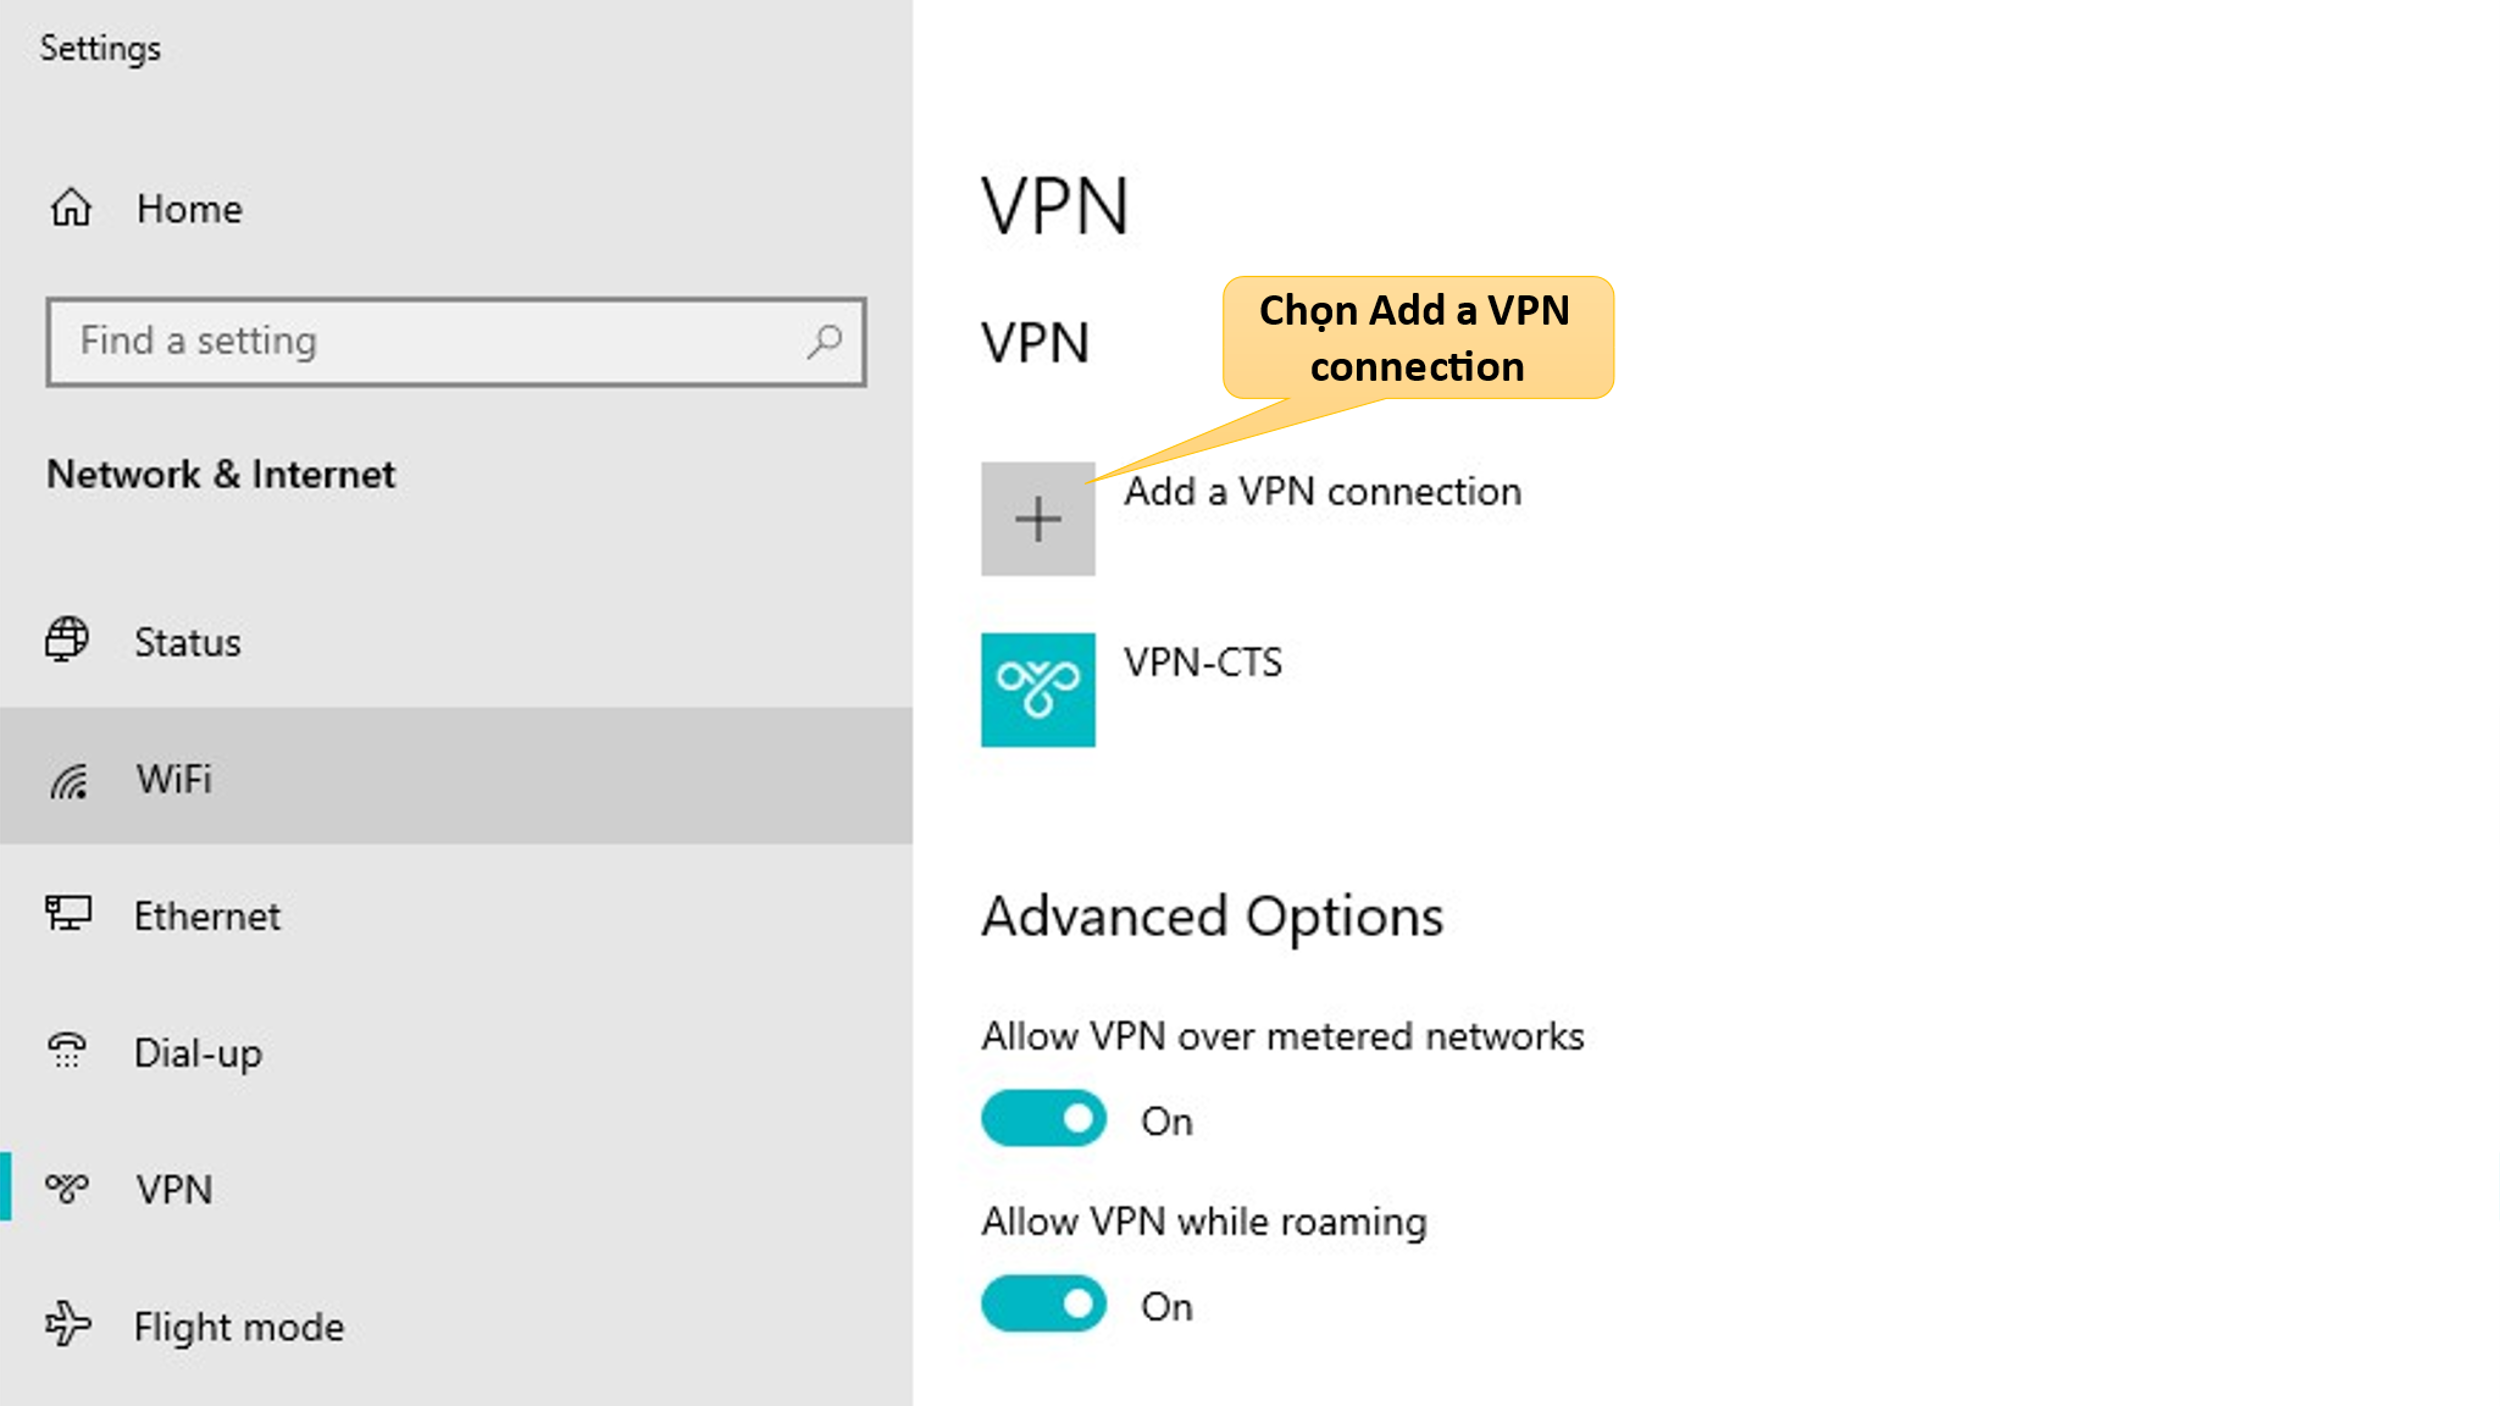 Settings
Home
Find a setting
Network & Internet
Status
WiFi
Ethernet
Dial-up
VPN
Flight mode
VPN
VPN
Chọn Add a VPN
connection
Add a VPN connection
VPN-CTS
Advanced Options
Allow VPN over metered networks
On
Allow VPN while roaming
On